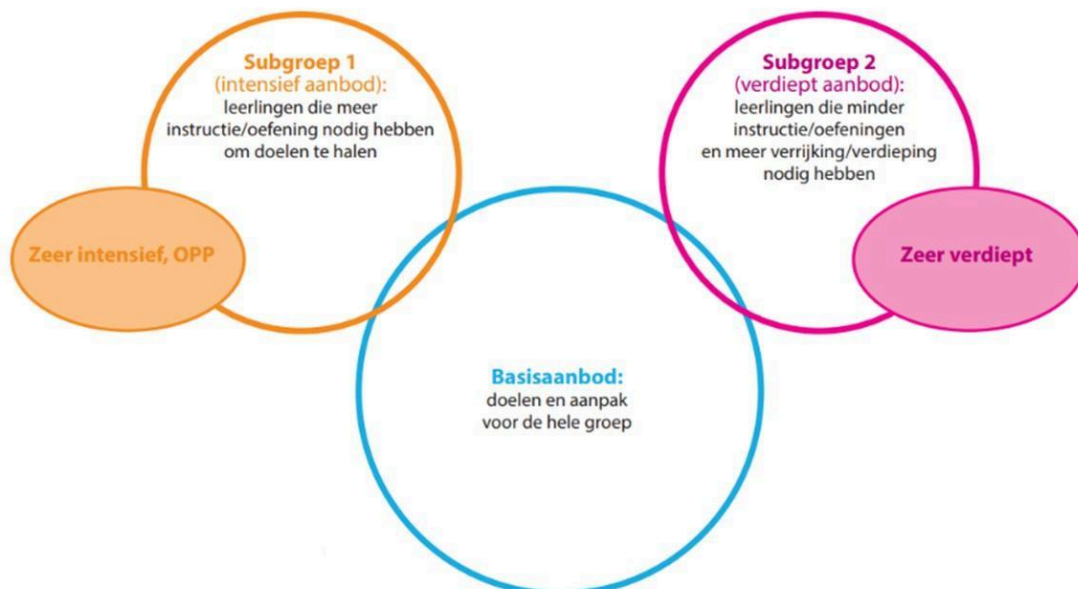 Subgroep 1
(intensief aanbod):
leerlingen die meer
instructie/oefening nodig hebben
om doelen te halen
Zeer intensief, OPP
Subgroep 2
(verdiept aanbod):
leerlingen die minder
instructie/oefeningen
en meer verrijking/verdieping
nodig hebben
Zeer verdiept
Basisaanbod:
doelen en aanpak
voor de hele groep